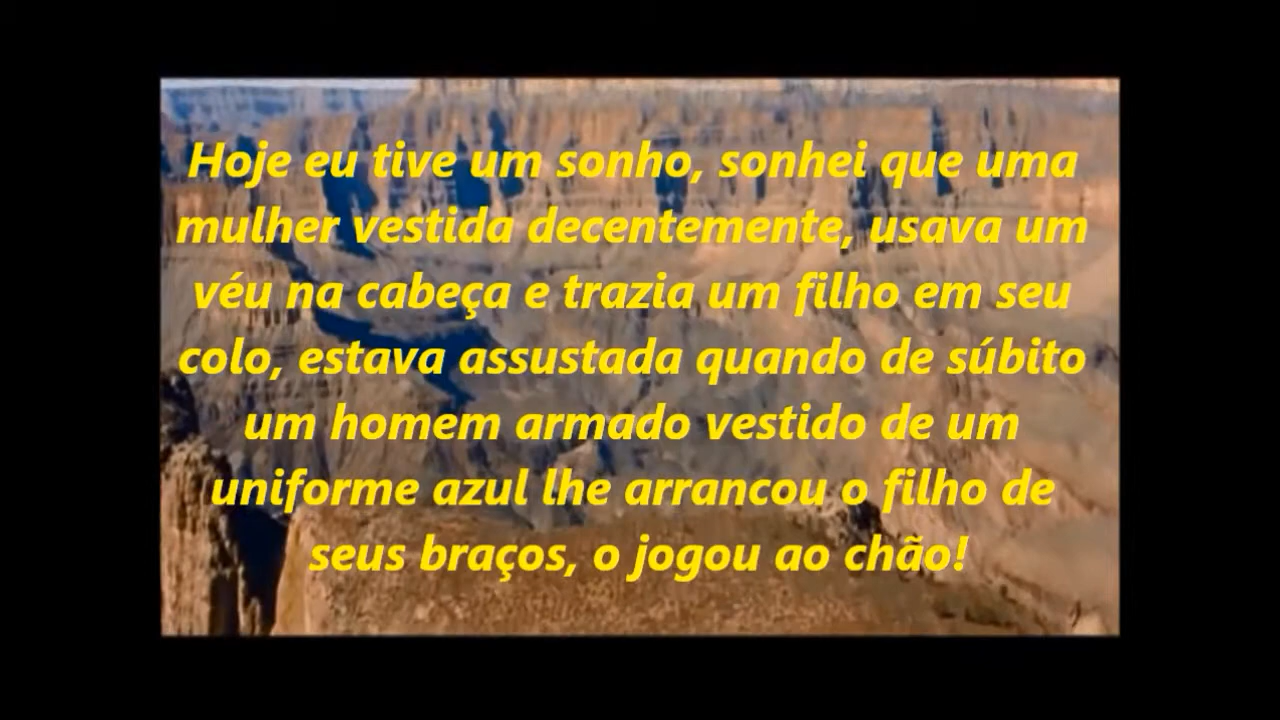 Hoje eu tive um sonho, sonhei que uma
mulher vestida decentemente, usava um
véu na cabeça e trazia um filho em seu
colo, estava assustada quando de súbito
um homem armado vestido de um
uniforme azul lhe arrancou o filho de
seus braços, o jogou ao chão!